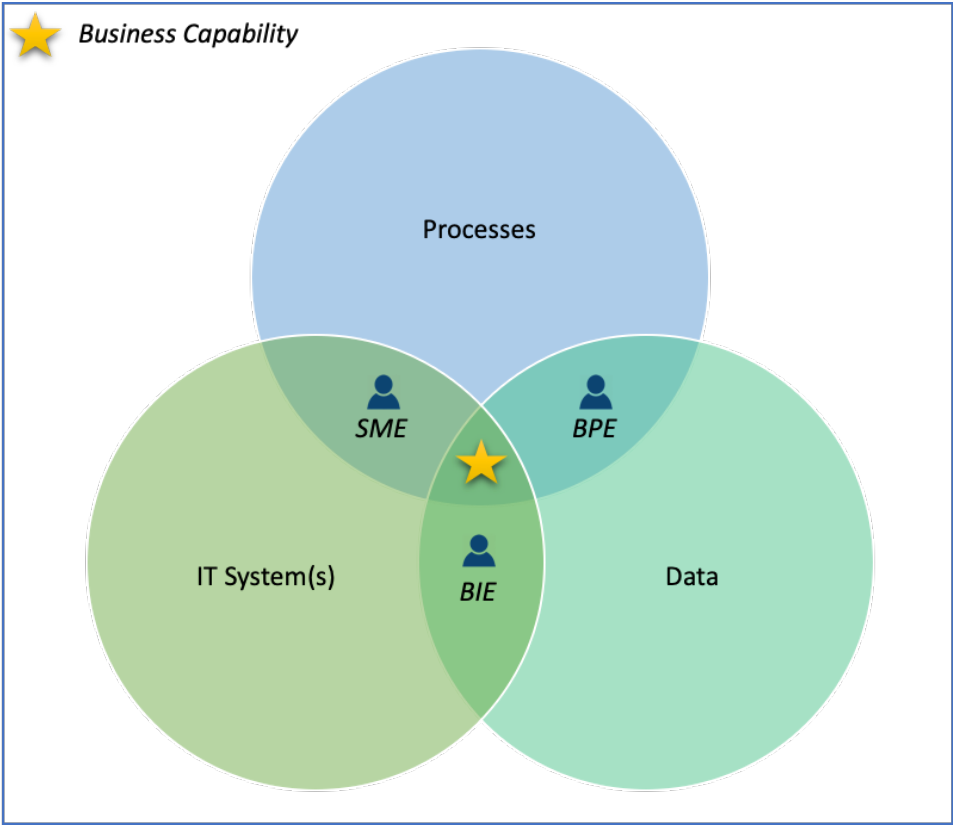 Business Capability
Processes
SME
BPE
IT System(s)
BIE
Data